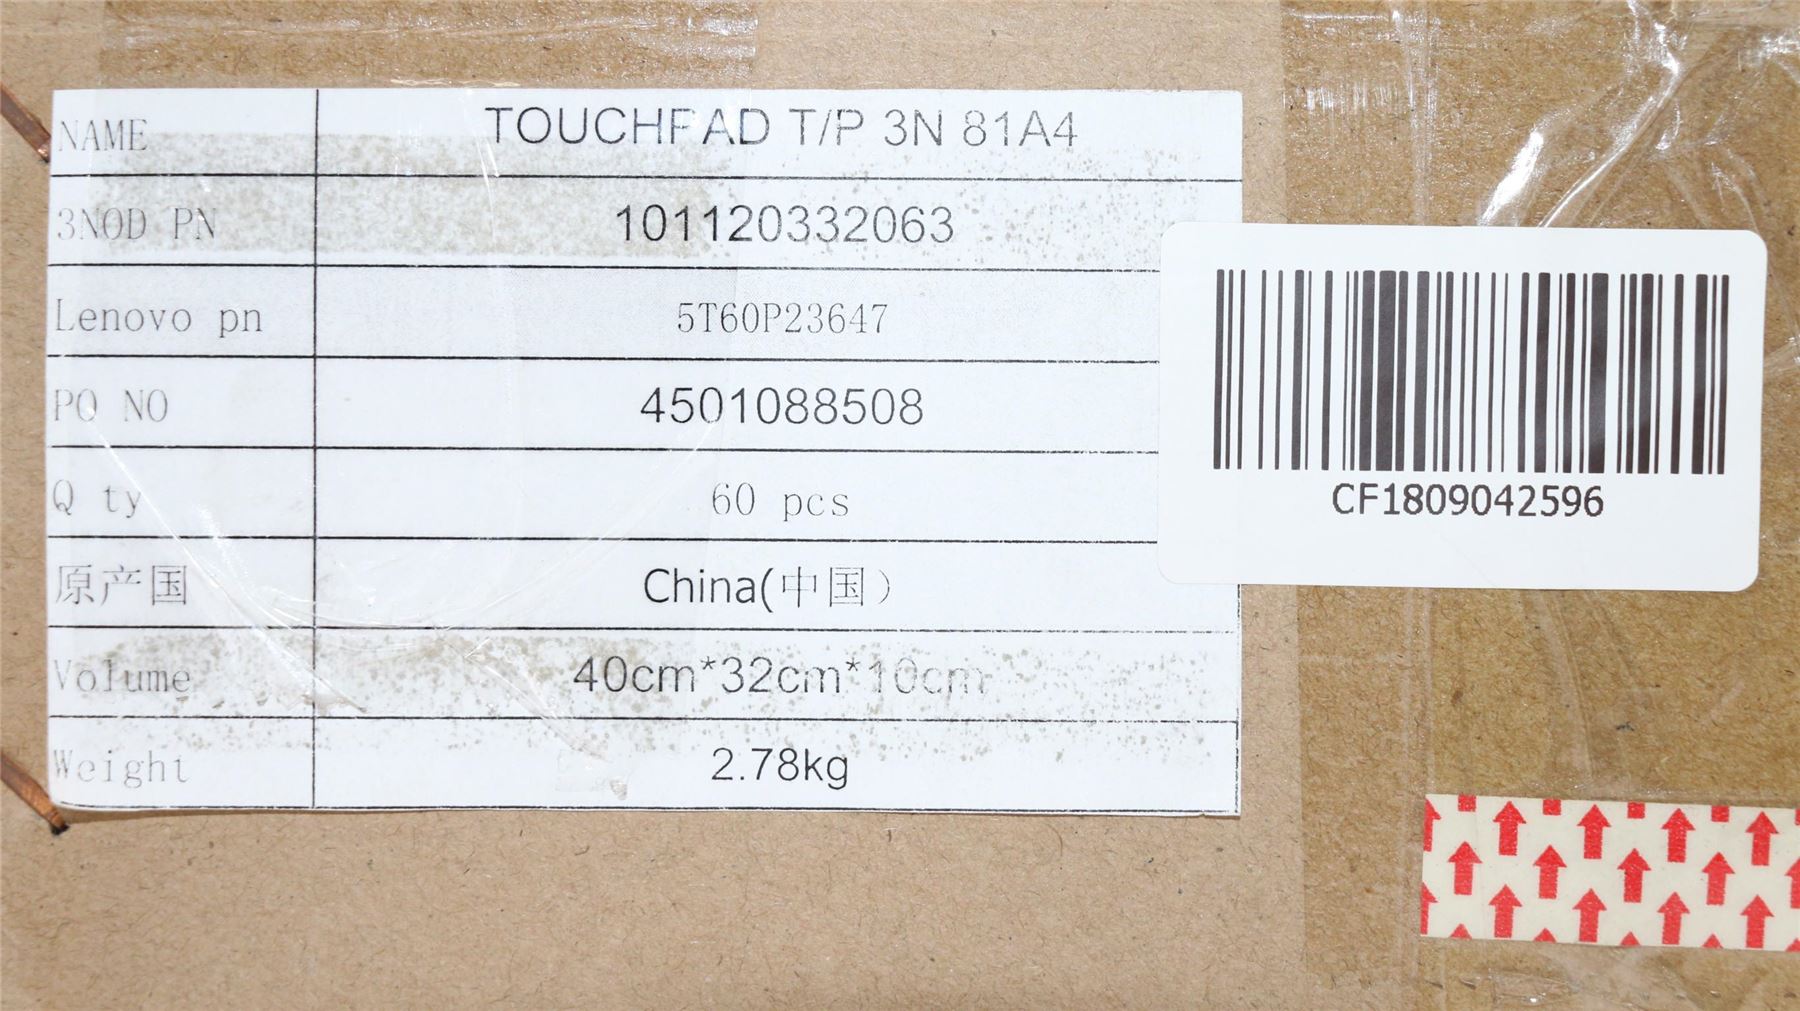 NAME TOUCHPAD T/P 3N 81A4
3NOD PN 101120332063
Lenovo pn 5T60P23647
PO NO 4501088508
Q ty 60 pcs
原产国 China(中国）
Volume 40cm*32cm*10cm
Weight 2.78kg
CF1809042596